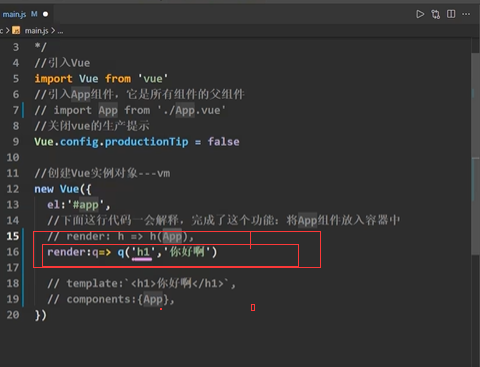 main.js M
c main.js > ...
3 */
4 //引入Vue
5 import Vue from 'vue'
6 //引入App组件，它是所有组件的父组件
7 // import App from './App.vue'
8 //关闭vue的生产提示
9 Vue.config.productionTip = false
10
11 //创建Vue实例对象---vm
12 new Vue({
13 el:'#app',
14 //下面这行代码一会解释，完成了这个功能：将App组件放入容器中
15 // render: h => h(App),
16 render:q=> q('h1','你好啊')
17
18 // template:`<h1>你好啊</h1>`,
19 // components:{App},
20 })